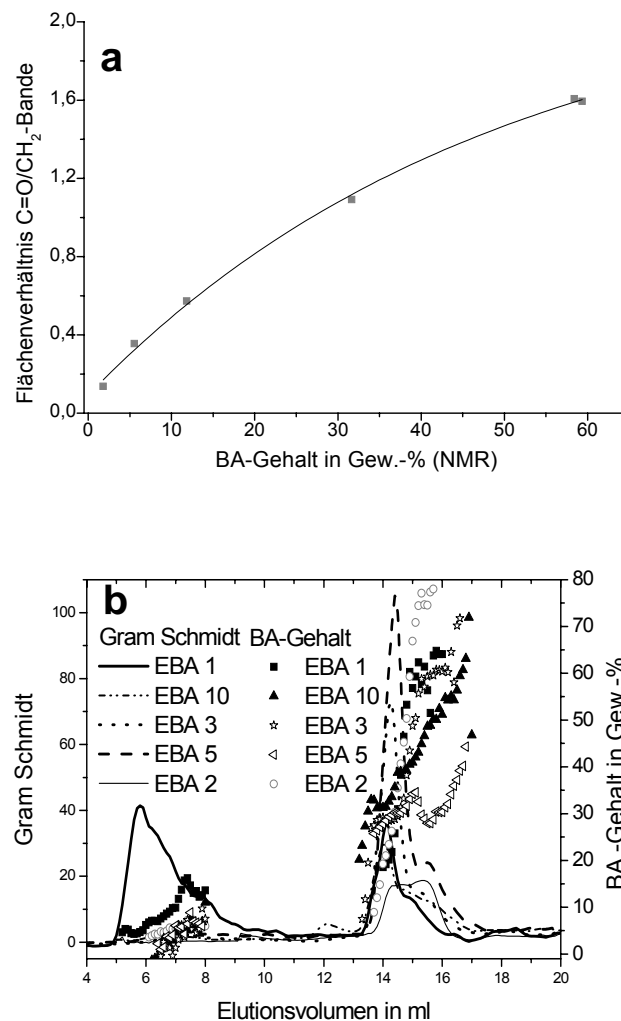 a
2,0
1,6
1,2
0,8
0,4
0,0
Flächenverhältnis C=O/CH2-Bande
0 10 20 30 40 50 60
BA-Gehalt in Gew.-% (NMR)
b
Gram Schmidt BA-Gehalt
EBA 1 EBA 1
EBA 10 EBA 10
EBA 3 EBA 3
EBA 5 EBA 5
EBA 2 EBA 2
100
80
60
40
20
0
Gram Schmidt
80
70
60
50
40
30
20
10
0
BA -Gehalt in Gew.-%
4 6 8 10 12 14 16 18 20
Elutionsvolumen in ml